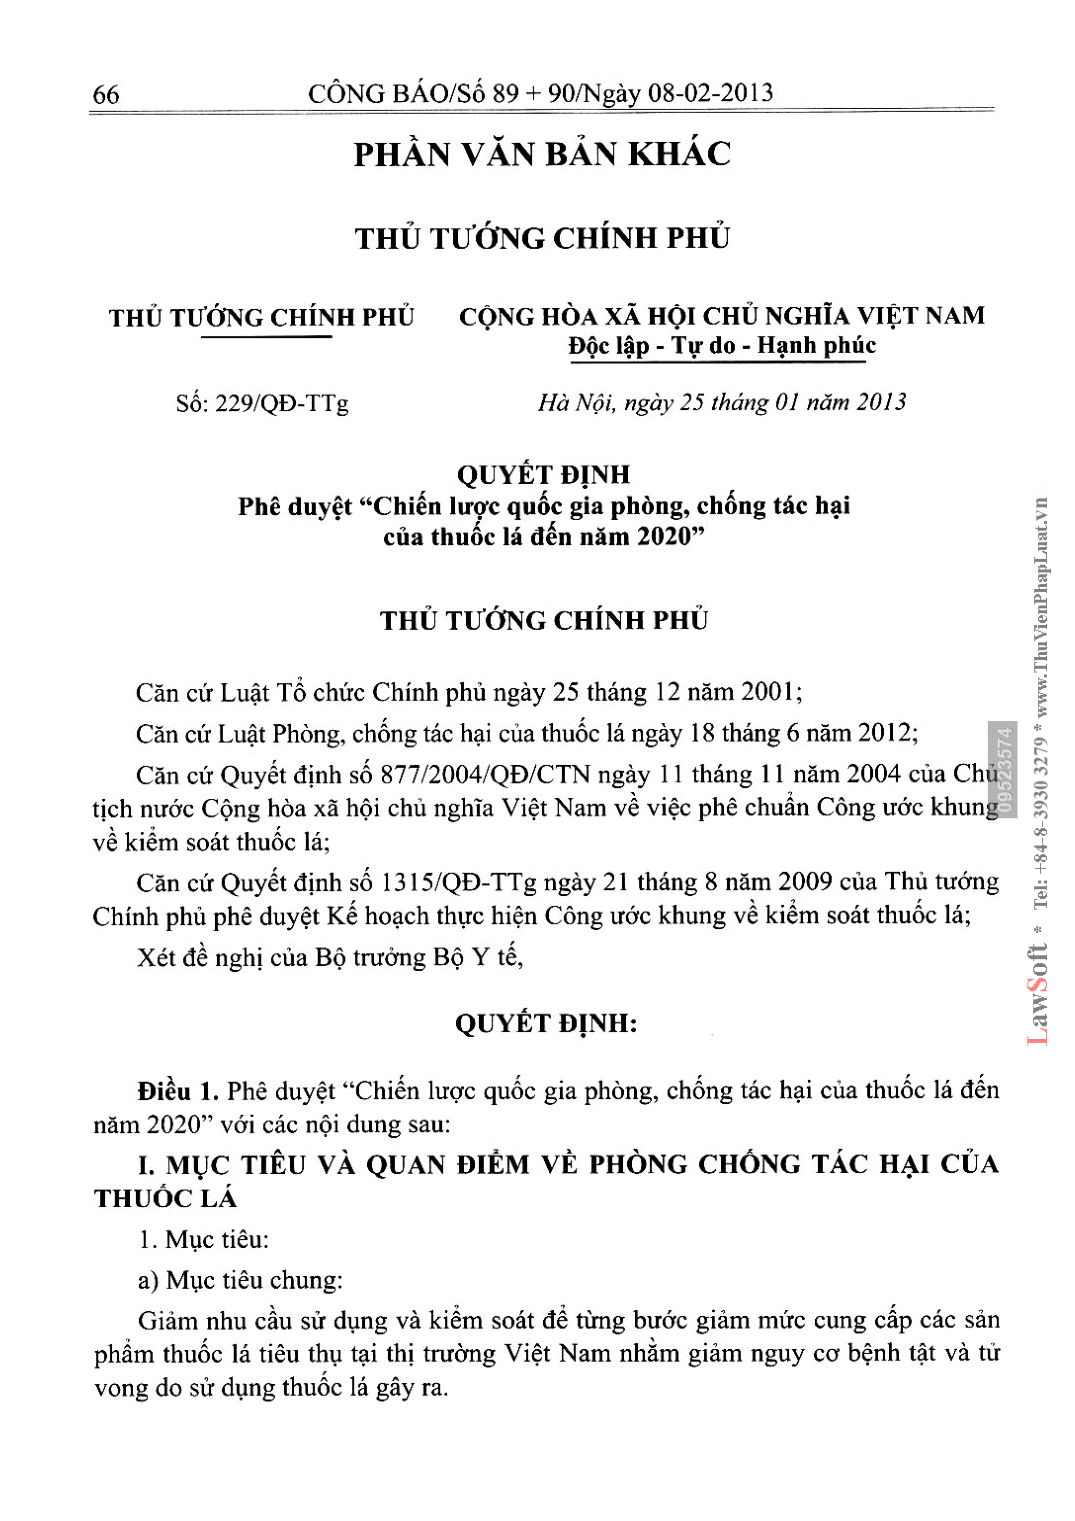 66
CÔNG BÁO/Số 89 + 90/Ngày 08-02-2013
PHẦN VĂN BẢN KHÁC
THỦ TƯỚNG CHÍNH PHỦ
THỦ TƯỚNG CHÍNH PHỦ
CỘNG HÒA XÃ HỘI CHỦ NGHĨA VIỆT NAM
Độc lập - Tự do - Hạnh phúc
Số: 229/QĐ-TTg
Hà Nội, ngày 25 tháng 01 năm 2013
QUYẾT ĐỊNH
Phê duyệt “Chiến lược quốc gia phòng, chống tác hại
của thuốc lá đến năm 2020”
THỦ TƯỚNG CHÍNH PHỦ
Căn cứ Luật Tổ chức Chính phủ ngày 25 tháng 12 năm 2001;
Căn cứ Luật Phòng, chống tác hại của thuốc lá ngày 18 tháng 6 năm 2012;
Căn cứ Quyết định số 877/2004/QĐ/CTN ngày 11 tháng 11 năm 2004 của Chủ
tịch nước Cộng hòa xã hội chủ nghĩa Việt Nam về việc phê chuẩn Công ước khung
về kiểm soát thuốc lá;
Căn cứ Quyết định số 1315/QĐ-TTg ngày 21 tháng 8 năm 2009 của Thủ tướng
Chính phủ phê duyệt Kế hoạch thực hiện Công ước khung về kiểm soát thuốc lá;
Xét đề nghị của Bộ trưởng Bộ Y tế,
QUYẾT ĐỊNH:
Điều 1. Phê duyệt “Chiến lược quốc gia phòng, chống tác hại của thuốc lá đến
năm 2020” với các nội dung sau:
I. MỤC TIÊU VÀ QUAN ĐIỂM VỀ PHÒNG CHỐNG TÁC HẠI CỦA
THUỐC LÁ
1. Mục tiêu:
a) Mục tiêu chung:
Giảm nhu cầu sử dụng và kiểm soát để từng bước giảm mức cung cấp các sản
phẩm thuốc lá tiêu thụ tại thị trường Việt Nam nhằm giảm nguy cơ bệnh tật và tử
vong do sử dụng thuốc lá gây ra.
09523574
LawSoft * Tel: +84-8-3930 3279 * www.ThuVienPhapLuat.vn